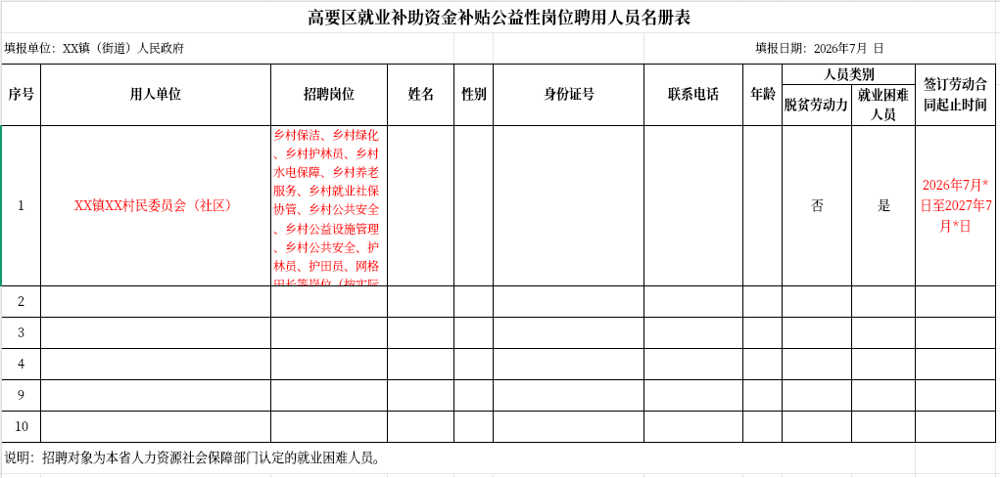 高要区就业补助资金补贴公益性岗位聘用人员名册表
填报单位：XX镇（街道）人民政府 填报日期：2026年7月 日
序号 用人单位 招聘岗位 姓名 性别 身份证号 联系电话 年龄 人员类别 签订劳动合
同起止时间
脱贫劳动力 就业困难
人员
1 XX镇XX村民委员会（社区）
乡村保洁、乡村绿化
、乡村护林员、乡村
水电保障、乡村养老
服务、乡村就业社保
协管、乡村公共安全
、乡村公益设施管理
、乡村公共安全、护
林员、护田员、网格
田长等岗位（按实际
否 是
2026年7月*
日至2027年7
月*日
2
3
4
9
10
说明：招聘对象为本省人力资源社会保障部门认定的就业困难人员。